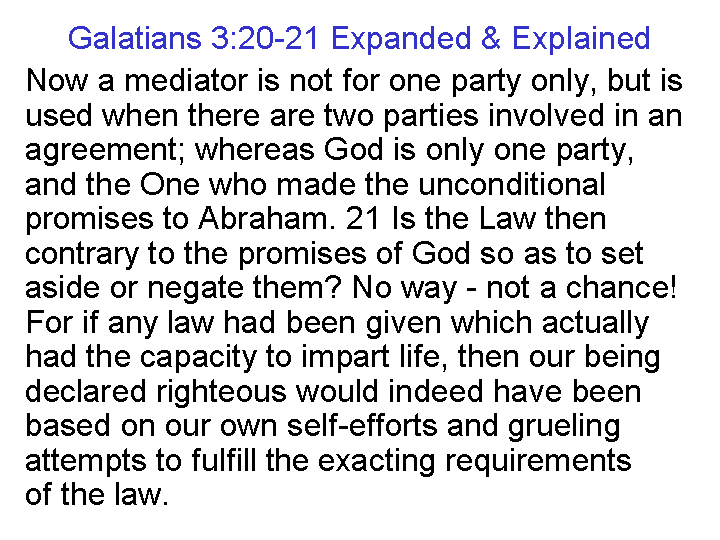 Galatians 3:20-21 Expanded & Explained
Now a mediator is not for one party only, but is
used when there are two parties involved in an
agreement; whereas God is only one party,
and the One who made the unconditional
promises to Abraham. 21 Is the Law then
contrary to the promises of God so as to set
aside or negate them? No way - not a chance!
For if any law had been given which actually
had the capacity to impart life, then our being
declared righteous would indeed have been
based on our own self-efforts and grueling
attempts to fulfill the exacting requirements
of the law.